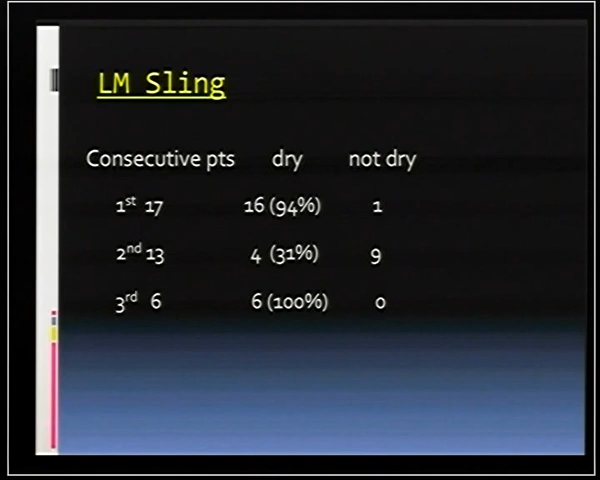 LM Sling
Consecutive pts dry not dry
1st 17 16 (94%) 1
2nd 13 4 (31%) 9
3rd 6 6 (100%) 0